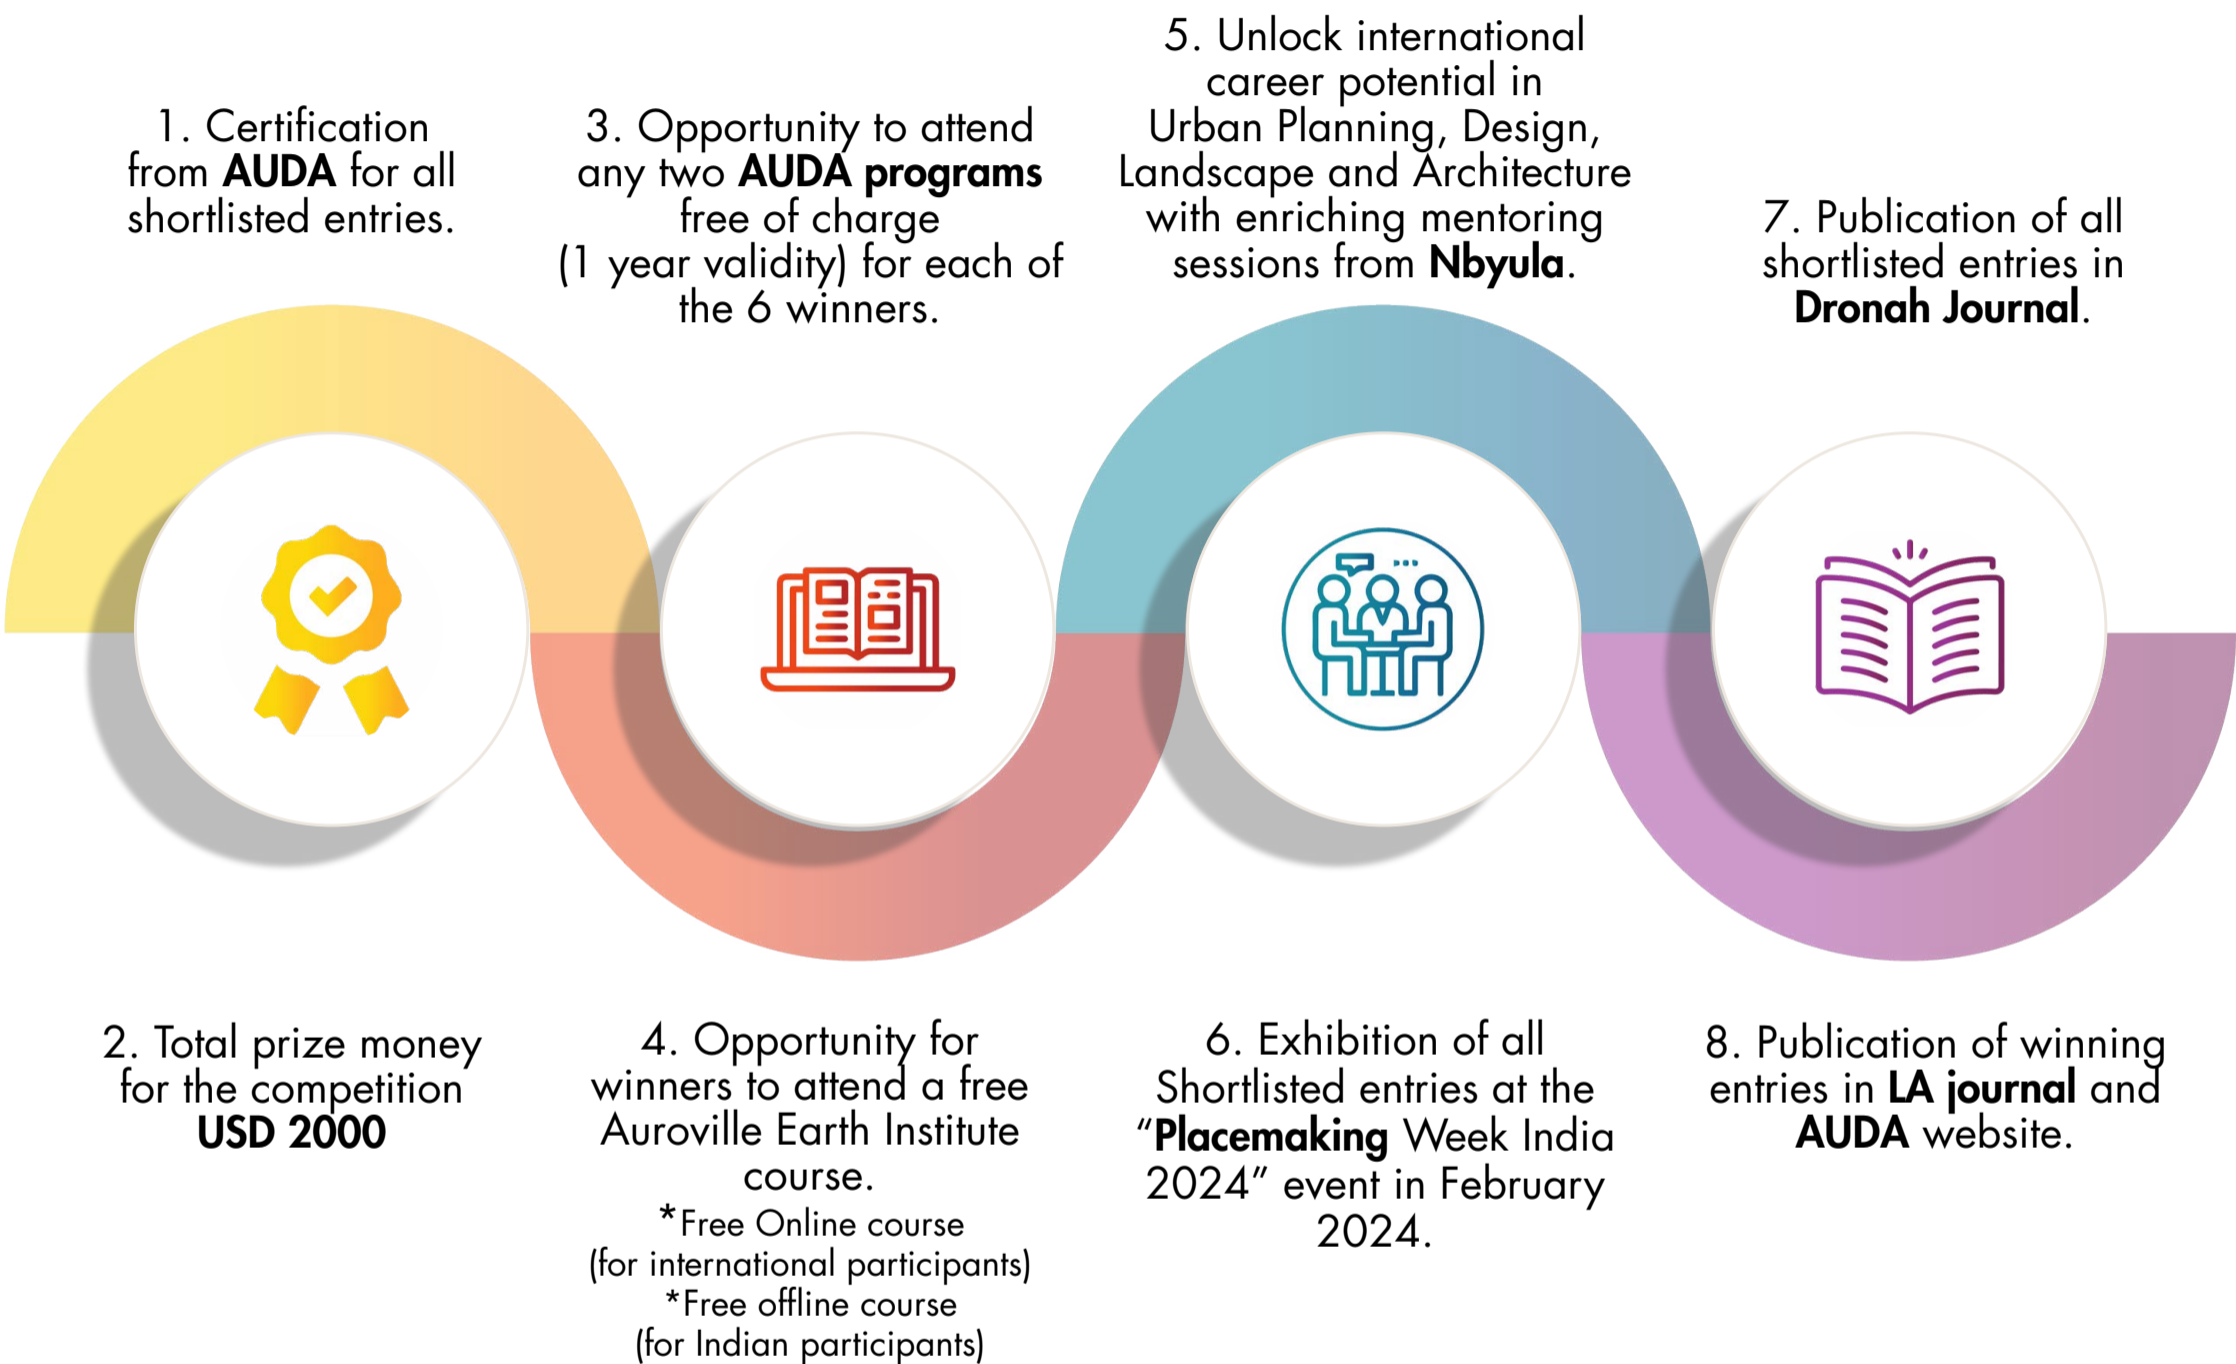 1. Certification
from AUDA for all
shortlisted entries.
2. Total prize money
for the competition
USD 2000
3. Opportunity to attend
any two AUDA programs
free of charge
(1 year validity) for each of
the 6 winners.
4. Opportunity for
winners to attend a free
Auroville Earth Institute
course.
*Free Online course
(for international participants)
*Free offline course
(for Indian participants)
5. Unlock international
career potential in
Urban Planning, Design,
Landscape and Architecture
with enriching mentoring
sessions from Nbyula.
6. Exhibition of all
Shortlisted entries at the
“Placemaking Week India
2024” event in February
2024.
7. Publication of all
shortlisted entries in
Dronah Journal.
8. Publication of winning
entries in LA journal and
AUDA website.